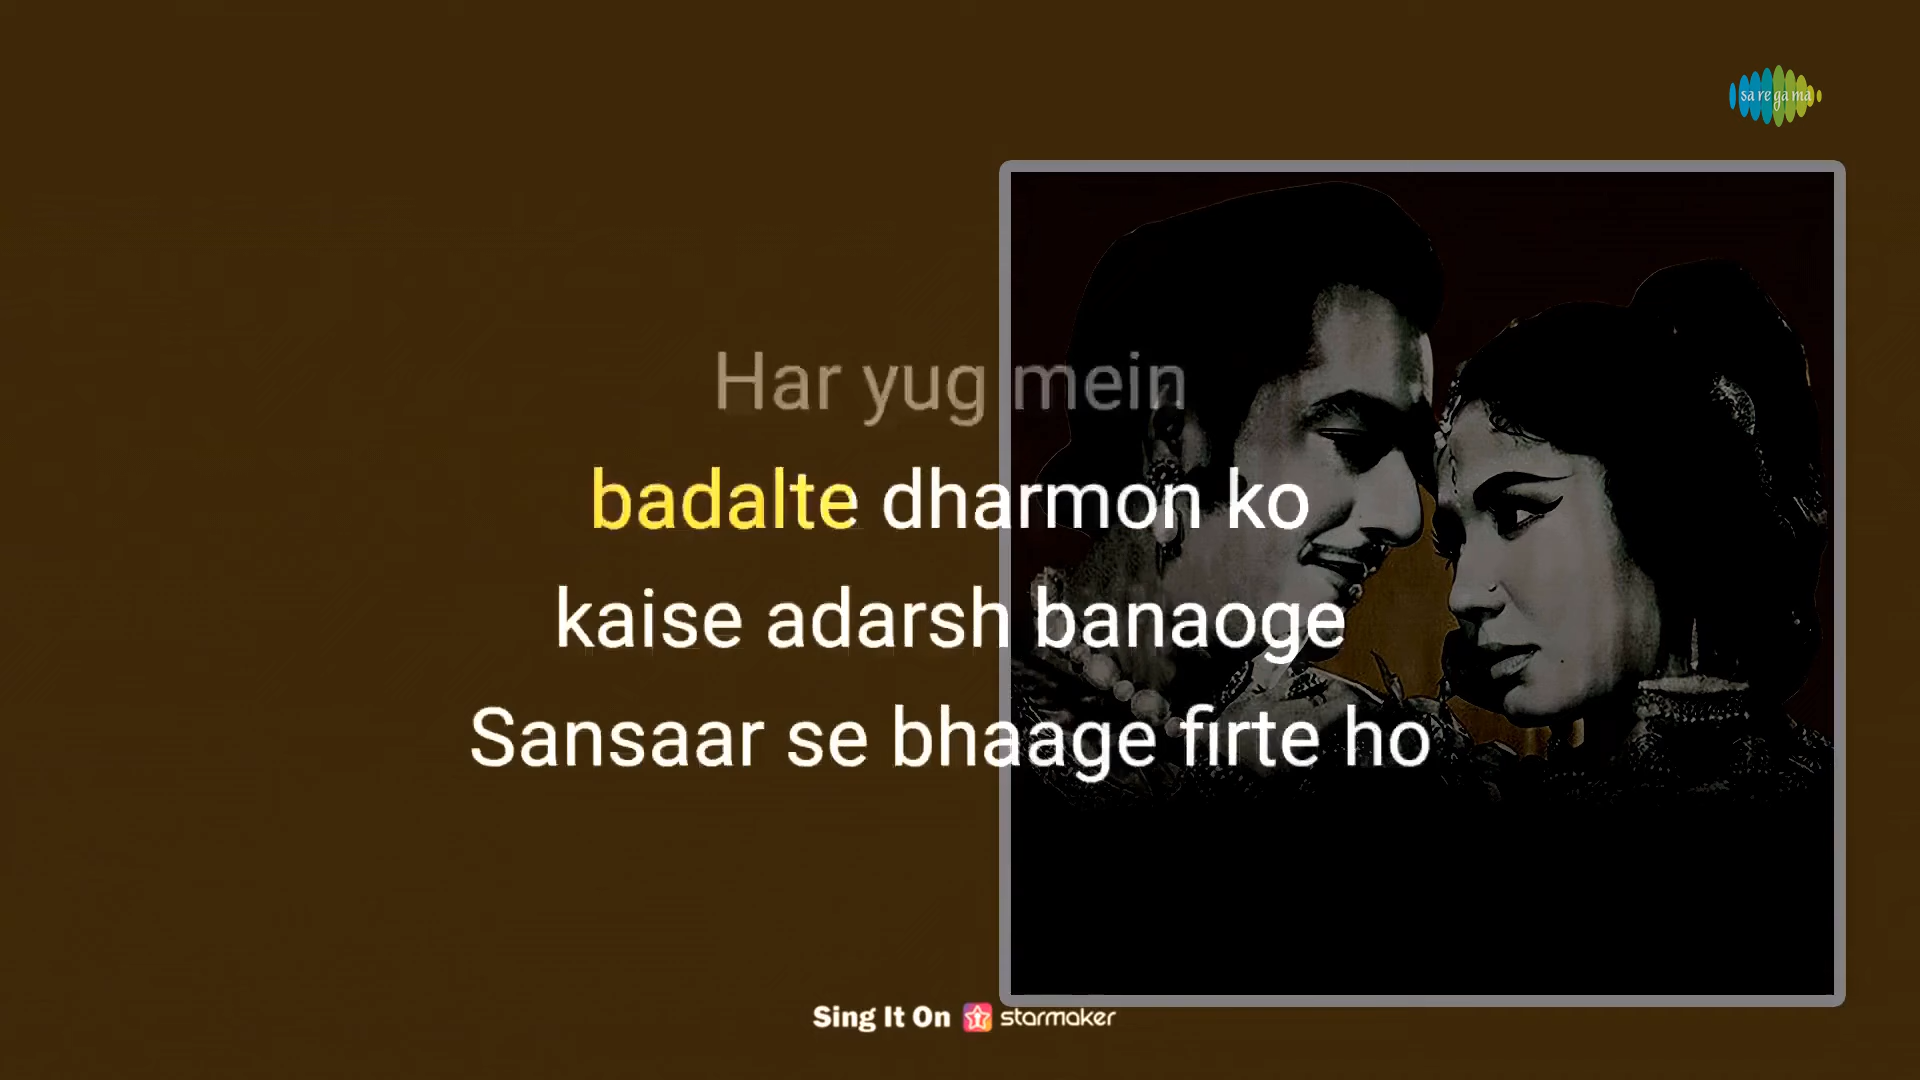 sa re ga ma
Har yug mein
badalte dharmon ko
kaise adarsh banaoge
Sansaar se bhaage firte ho
Sing It On starmaker